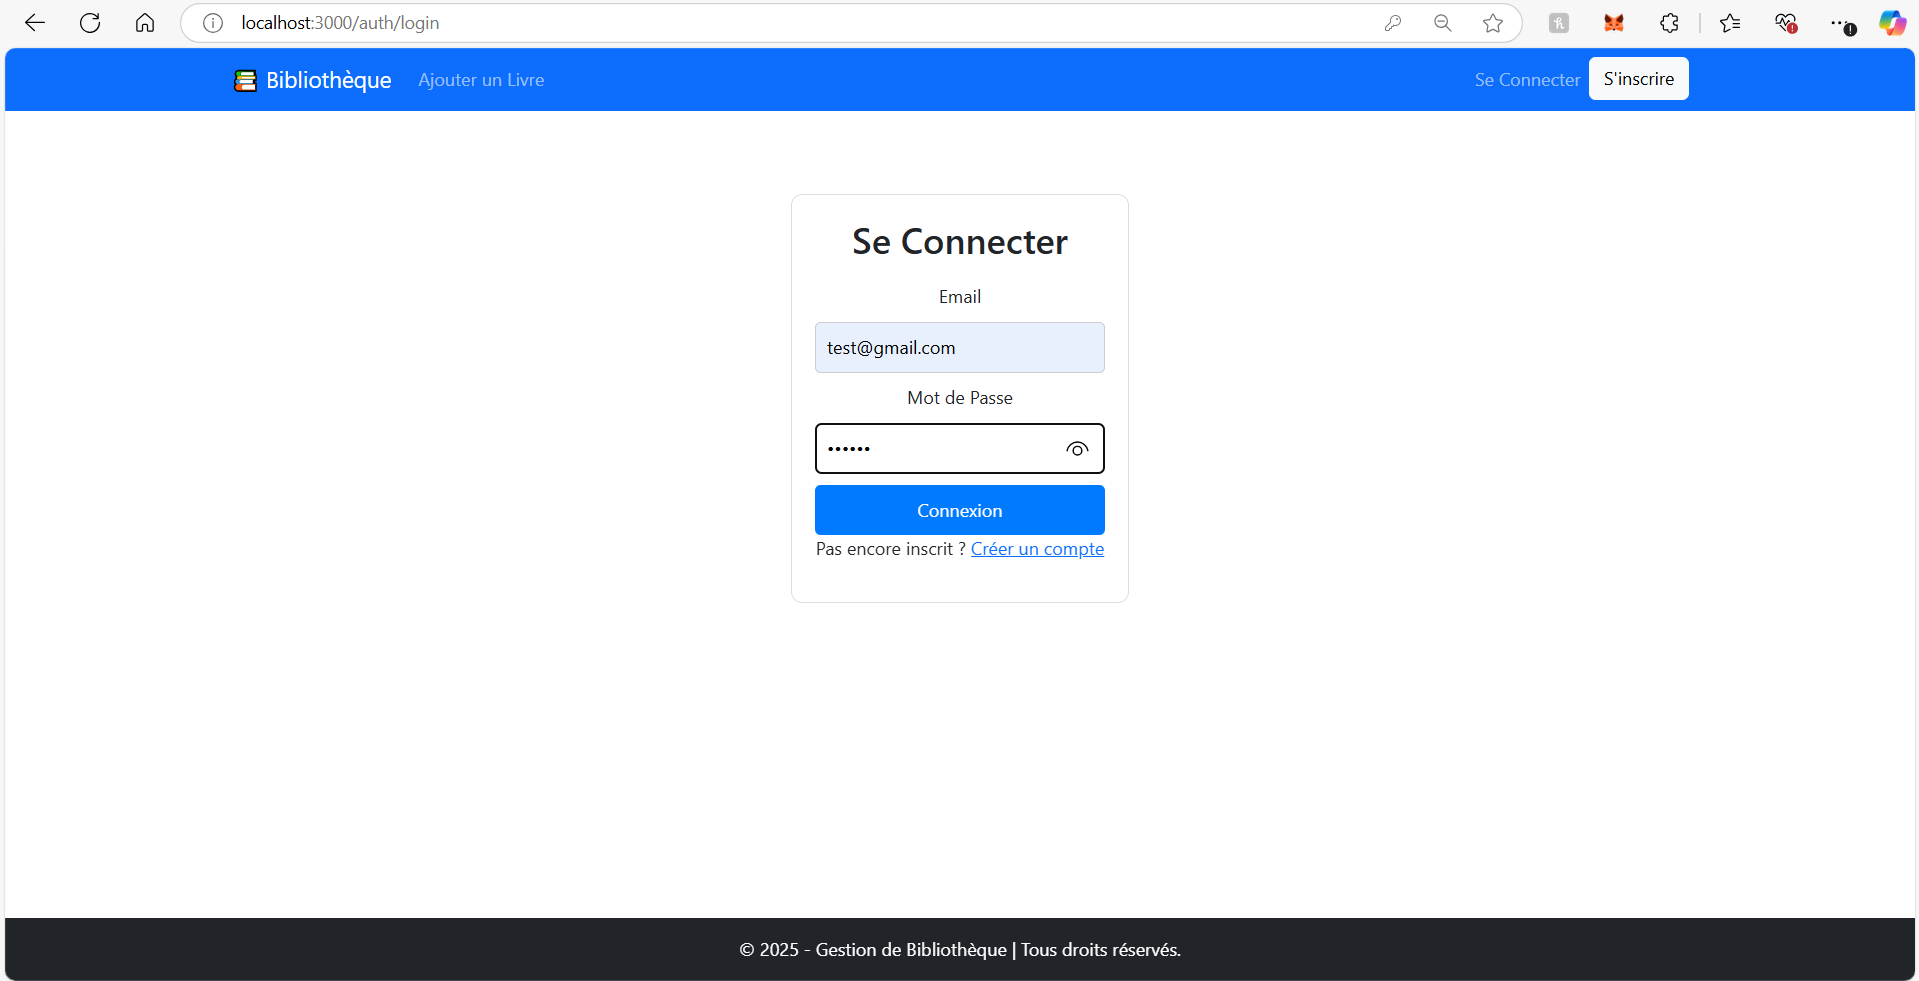 localhost:3000/auth/login
Bibliothèque
Ajouter un Livre
Se Connecter
S'inscrire
Se Connecter
Email
test@gmail.com
Mot de Passe
••••••
Connexion
Pas encore inscrit ? Créer un compte
© 2025 - Gestion de Bibliothèque | Tous droits réservés.